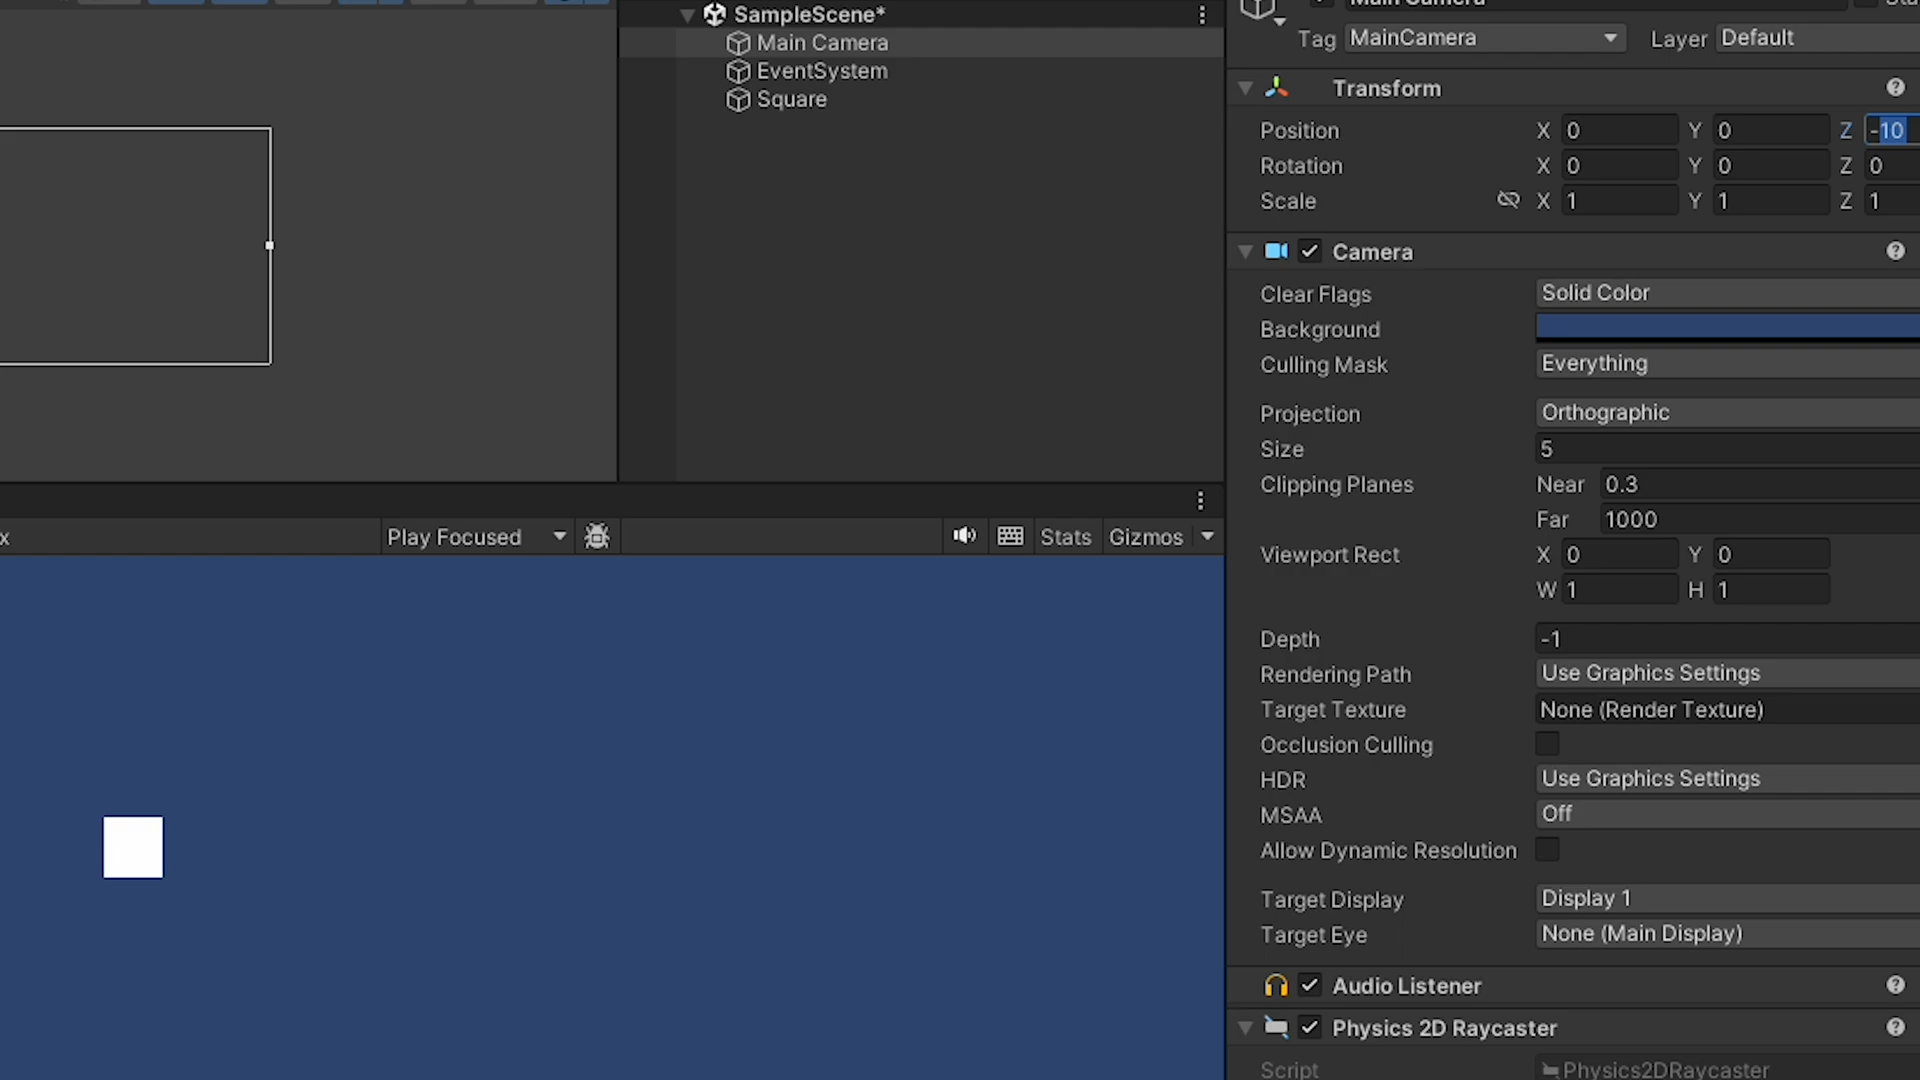 SampleScene*
Main Camera
EventSystem
Square
x
Play Focused
Stats
Gizmos
Main Camera
Tag MainCamera Layer Default
Transform
Position X 0 Y 0 Z -10
Rotation X 0 Y 0 Z 0
Scale X 1 Y 1 Z 1
Camera
Clear Flags Solid Color
Background
Culling Mask Everything
Projection Orthographic
Size 5
Clipping Planes Near 0.3
Far 1000
Viewport Rect X 0 Y 0
W 1 H 1
Depth -1
Rendering Path Use Graphics Settings
Target Texture None (Render Texture)
Occlusion Culling
HDR Use Graphics Settings
MSAA Off
Allow Dynamic Resolution
Target Display Display 1
Target Eye None (Main Display)
Audio Listener
Physics 2D Raycaster
Script Physics2DRaycaster